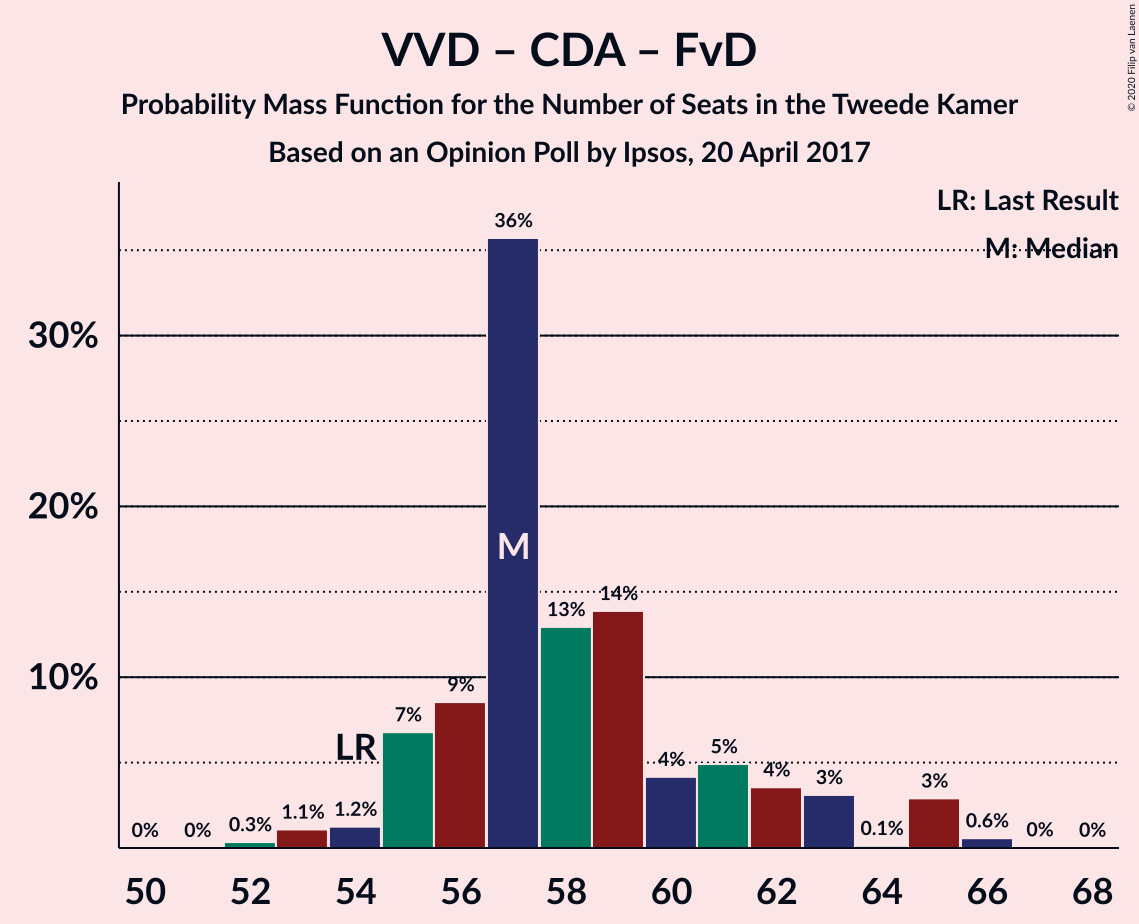 VVD – CDA – FvD
Probability Mass Function for the Number of Seats in the Tweede Kamer
Based on an Opinion Poll by Ipsos, 20 April 2017
© 2020 Filip van Laenen
LR: Last Result
M: Median
30%
20%
10%
0%
0%
0.3%
1.1%
1.2%
LR
7%
9%
36%
M
13%
14%
4%
5%
4%
3%
0.1%
3%
0.6%
0%
0%
50 52 54 56 58 60 62 64 66 68